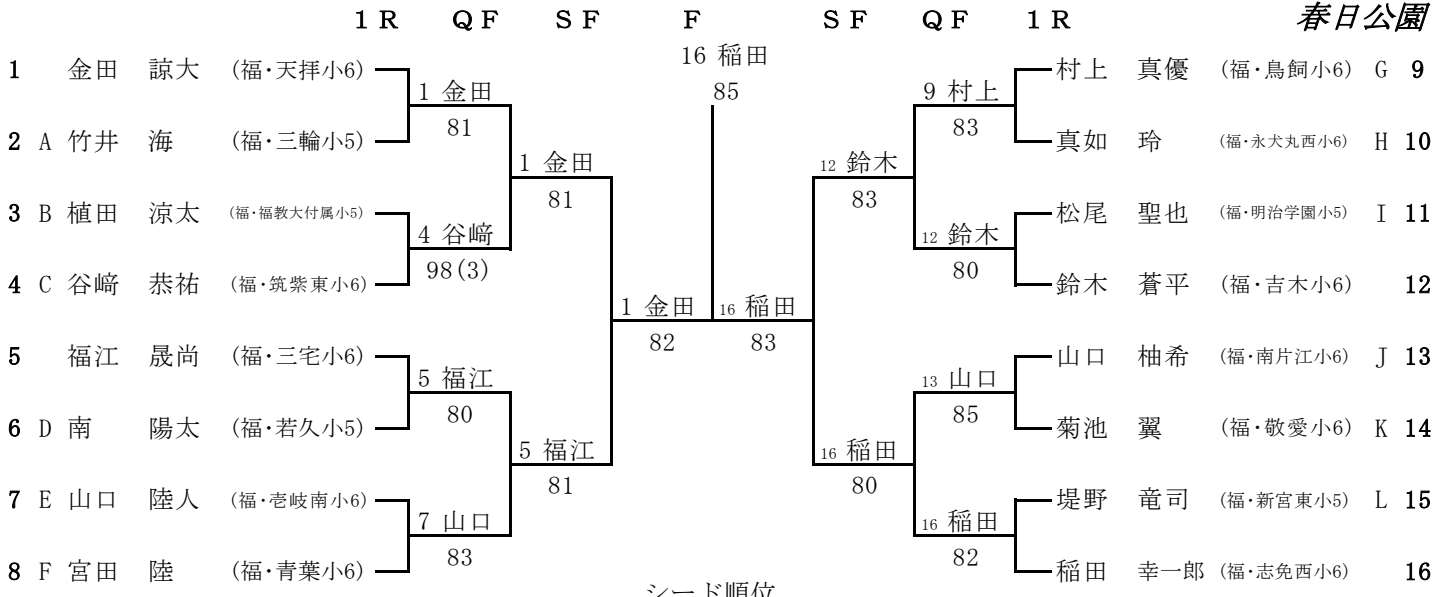 1R QF SF F SF QF 1R 春日公園
16 稲田
1 金田 諒大 (福・天拝小6) 村上 真優 (福・鳥飼小6) G 9
1 金田 85 9 村上
81 83
2 A 竹井 海 (福・三輪小5) 真如 玲 (福・永犬丸西小6) H 10
1 金田 12 鈴木
81 83
3 B 植田 涼太 (福・福教大付属小5) 松尾 聖也 (福・明治学園小5) I 11
4 谷﨑 12 鈴木
98(3) 80
4 C 谷﨑 恭祐 (福・筑紫東小6) 鈴木 蒼平 (福・吉木小6) 12
1 金田 16 稲田
82 83
5 福江 晟尚 (福・三宅小6) 山口 柚希 (福・南片江小6) J 13
5 福江 13 山口
80 85
6 D 南 陽太 (福・若久小5) 菊池 翼 (福・敬愛小6) K 14
5 福江 16 稲田
81 80
7 E 山口 陸人 (福・壱岐南小6) 堤野 竜司 (福・新宮東小5) L 15
7 山口 16 稲田
83 82
8 F 宮田 陸 (福・青葉小6) 稲田 幸一郎 (福・志免西小6) 16
シード順位